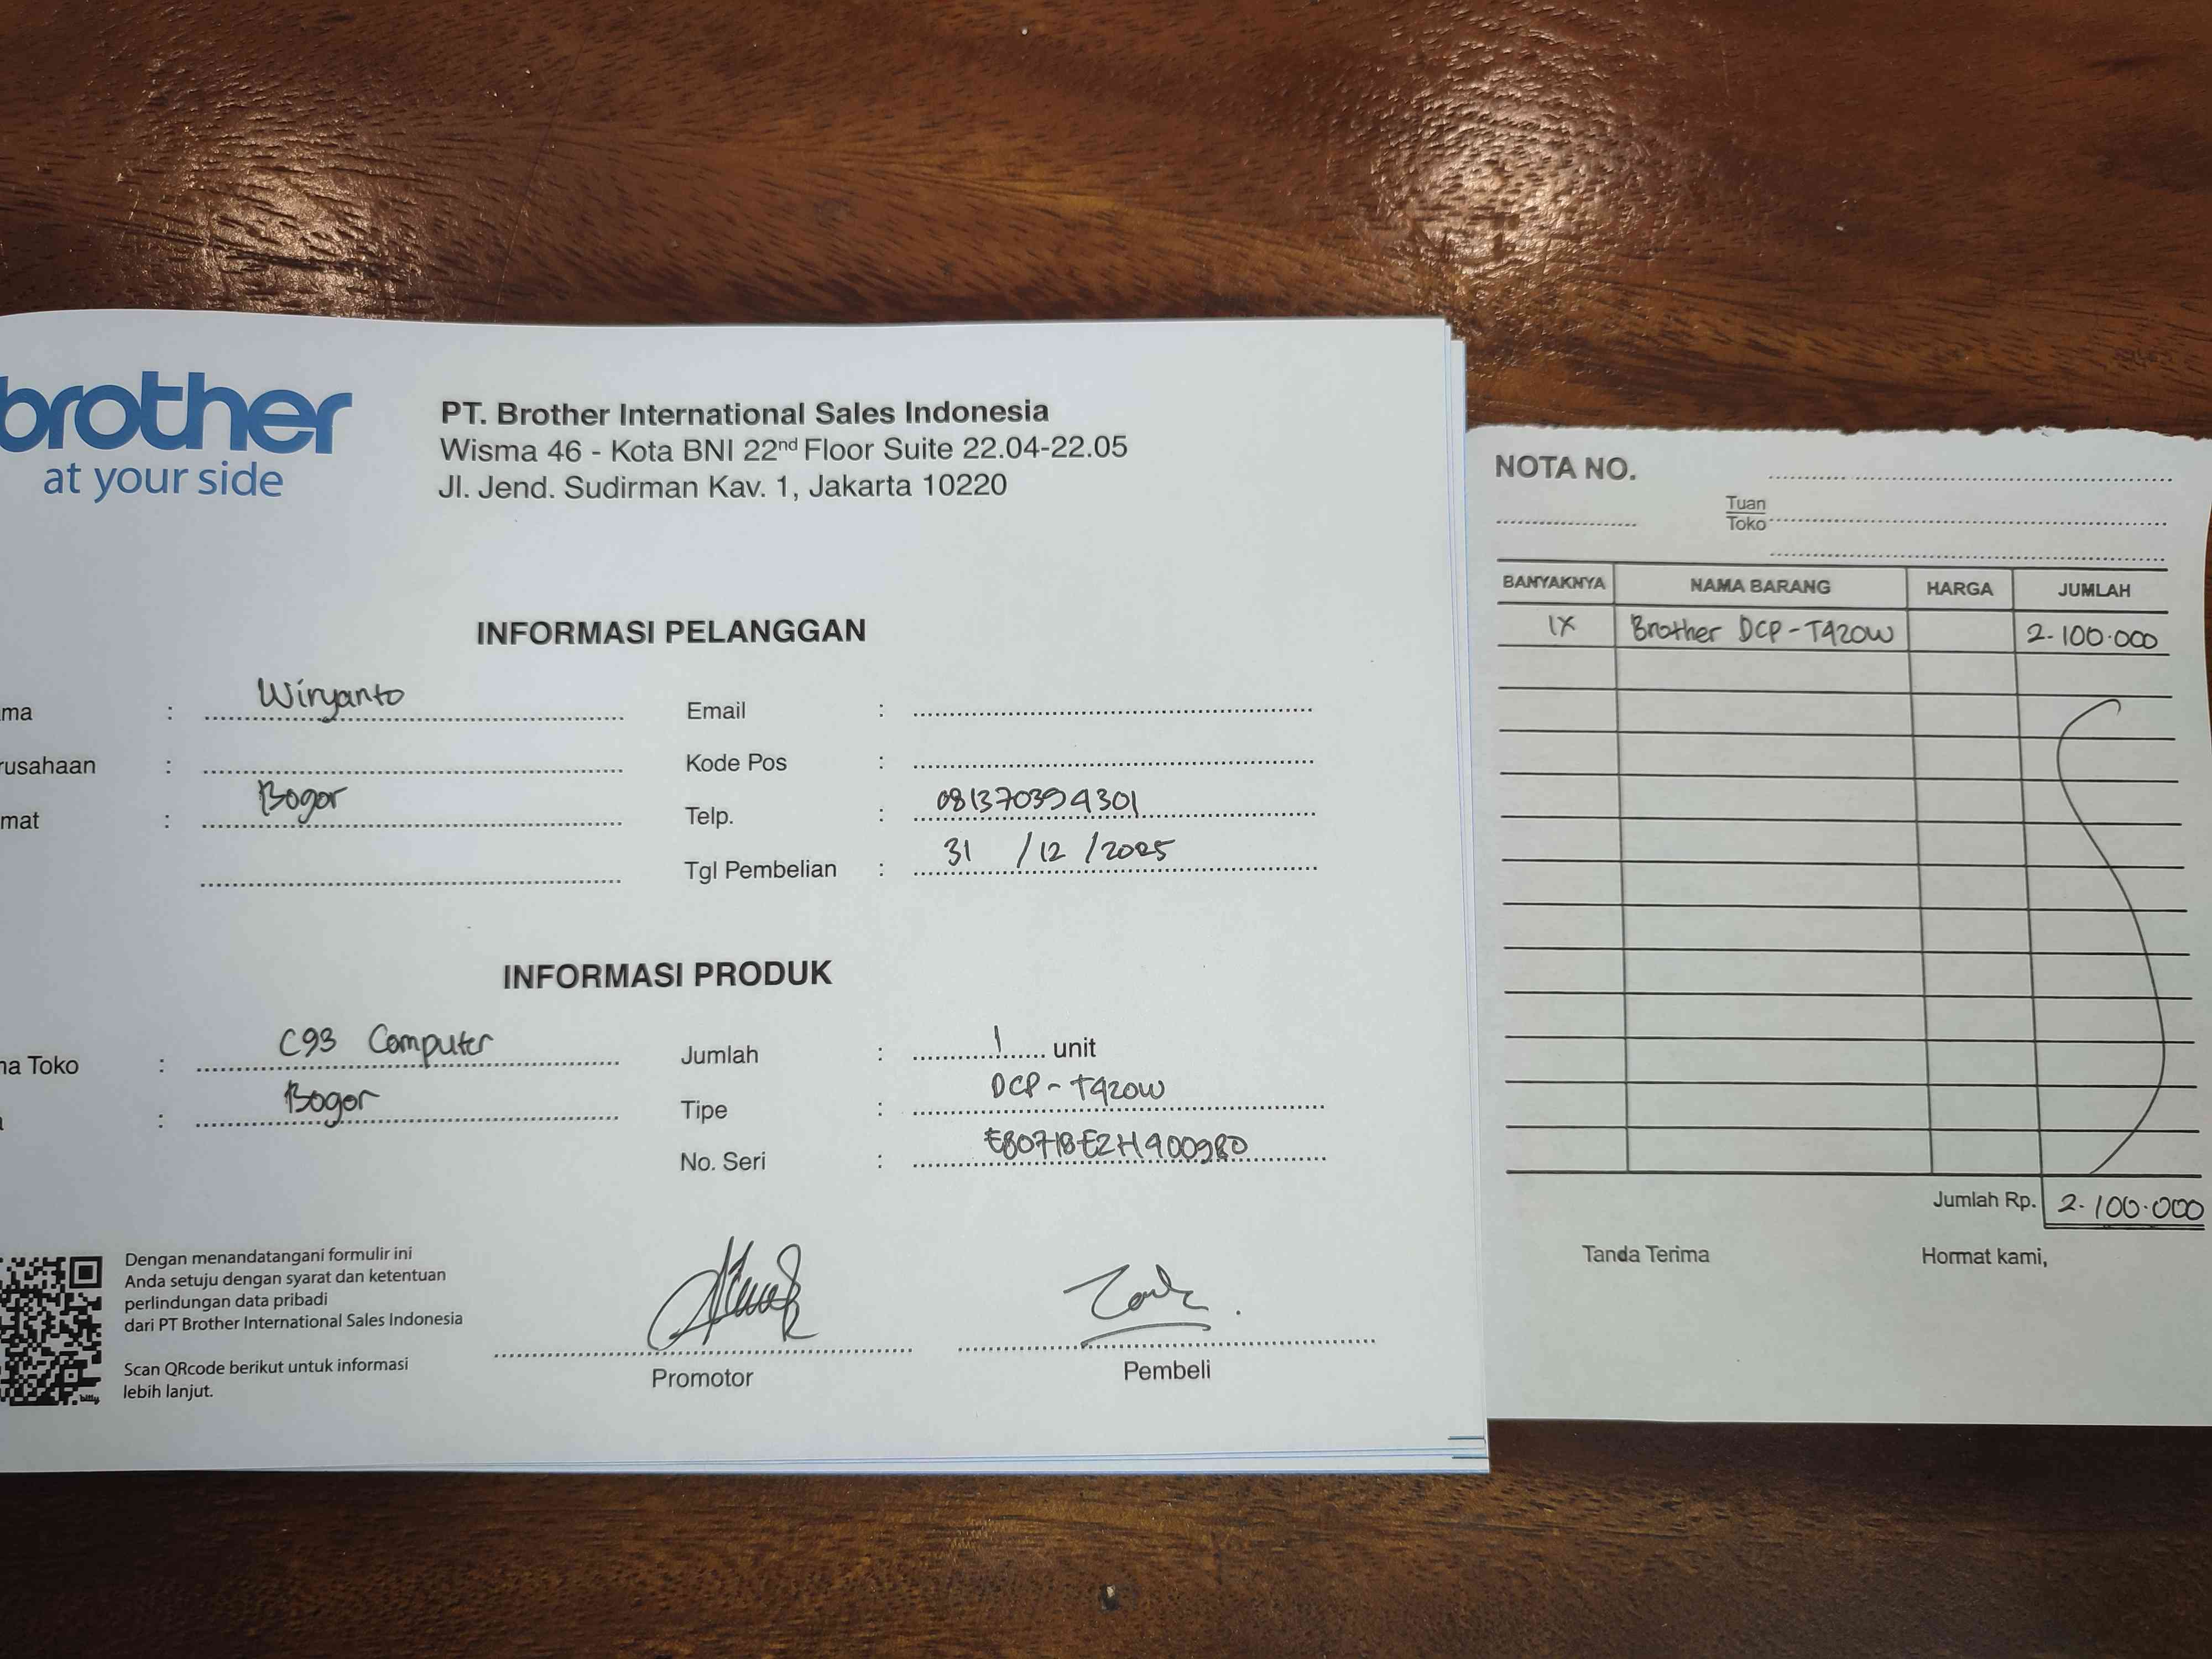 brother
at your side
PT. Brother International Sales Indonesia
Wisma 46 - Kota BNI 22nd Floor Suite 22.04-22.05
Jl. Jend. Sudirman Kav. 1, Jakarta 10220
INFORMASI PELANGGAN
ma : Wiryanto
Email :
rusahaan :
Kode Pos :
mat : Bogor
Telp. : 081370394301
Tgl Pembelian : 31 / 12 / 2025
INFORMASI PRODUK
na Toko : C93 Computer
Jumlah : 1 unit
: Bogor
Tipe : DCP-T420W
No. Seri : E80718E2H400980
Dengan menandatangani formulir ini
Anda setuju dengan syarat dan ketentuan
perlindungan data pribadi
dari PT Brother International Sales Indonesia
Scan QRcode berikut untuk informasi
lebih lanjut.
bitly
Promotor
Pembeli
NOTA NO.
Tuan
Toko
BANYAKNYA NAMA BARANG HARGA JUMLAH
1X Brother DCP-T420W 2.100.000
Jumlah Rp. 2.100.000
Tanda Terima Hormat kami,